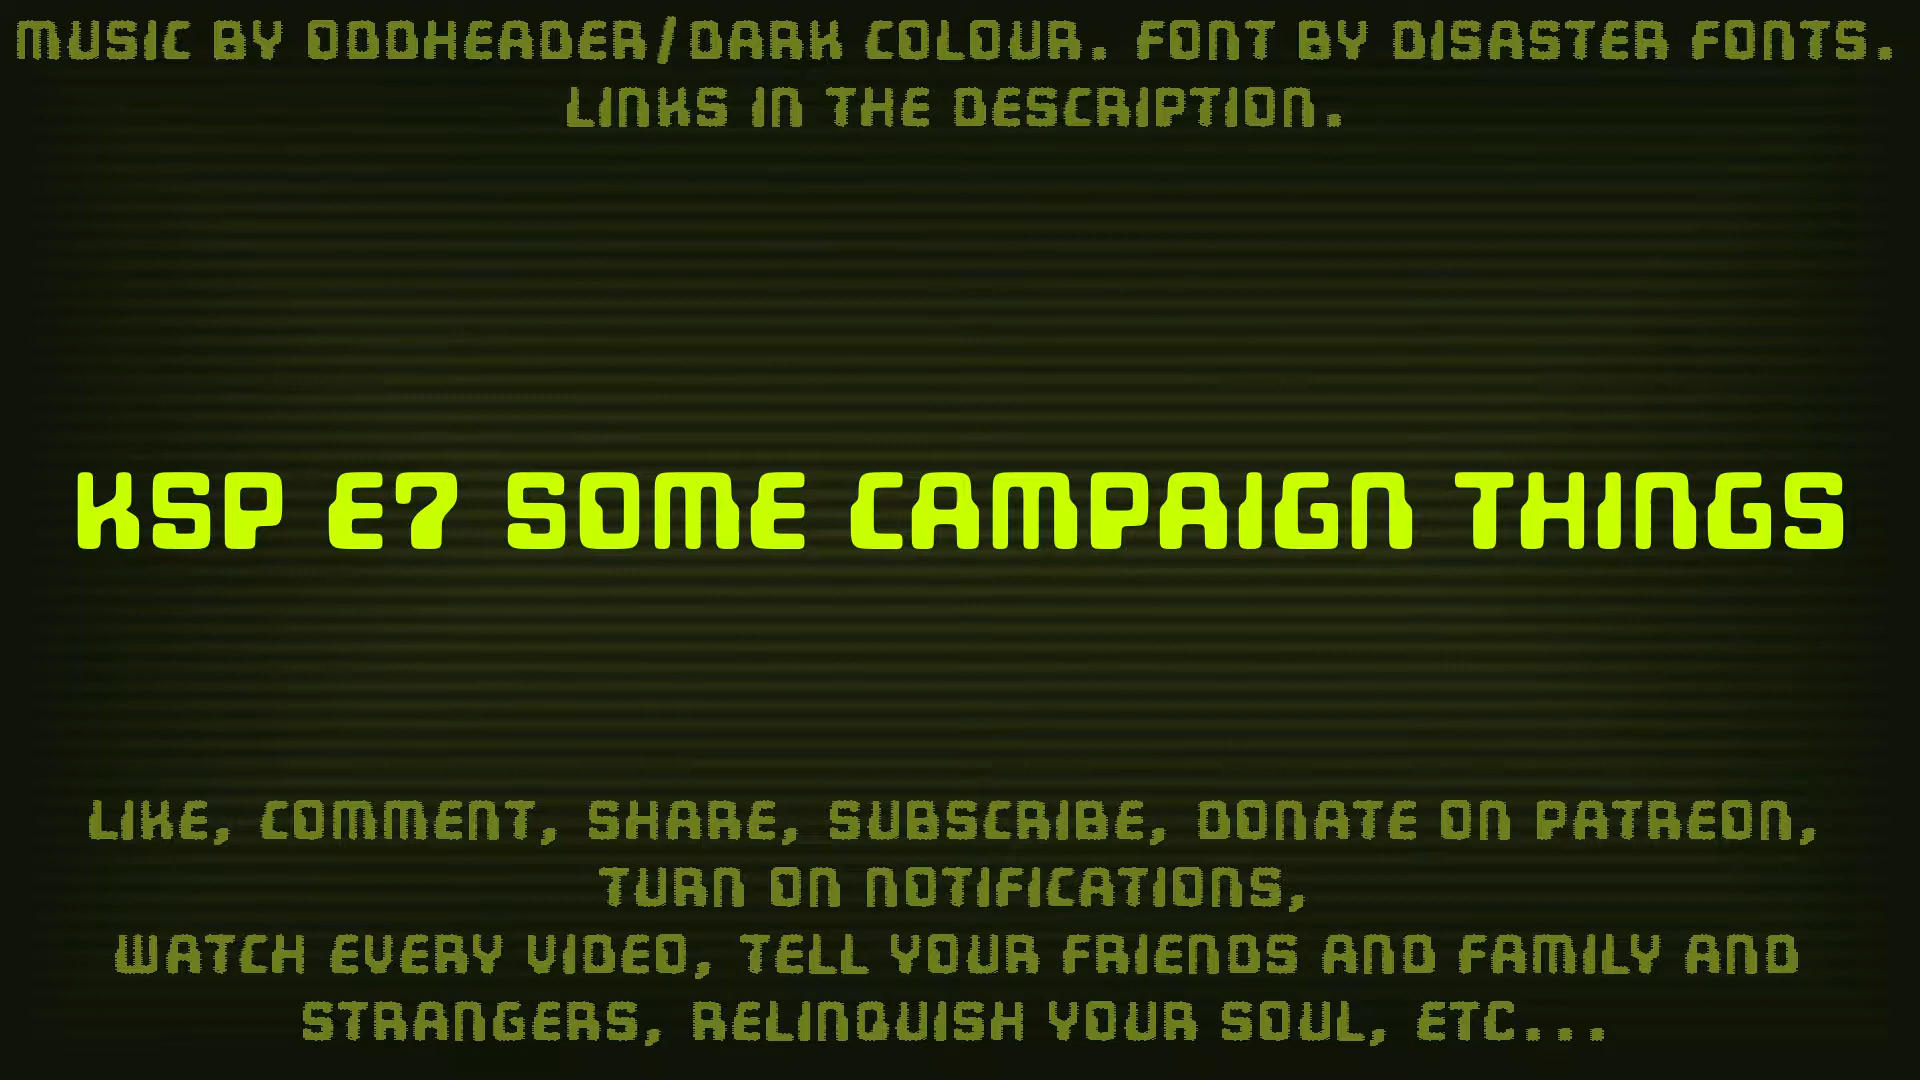 MUSIC BY ODDHEADER/DARK COLOUR. FONT BY DISASTER FONTS.
LINKS IN THE DESCRIPTION.
KSP E7 SOME CAMPAIGN THINGS
LIKE, COMMENT, SHARE, SUBSCRIBE, DONATE ON PATREON,
TURN ON NOTIFICATIONS,
WATCH EVERY VIDEO, TELL YOUR FRIENDS AND FAMILY AND
STRANGERS, RELINQUISH YOUR SOUL, ETC...